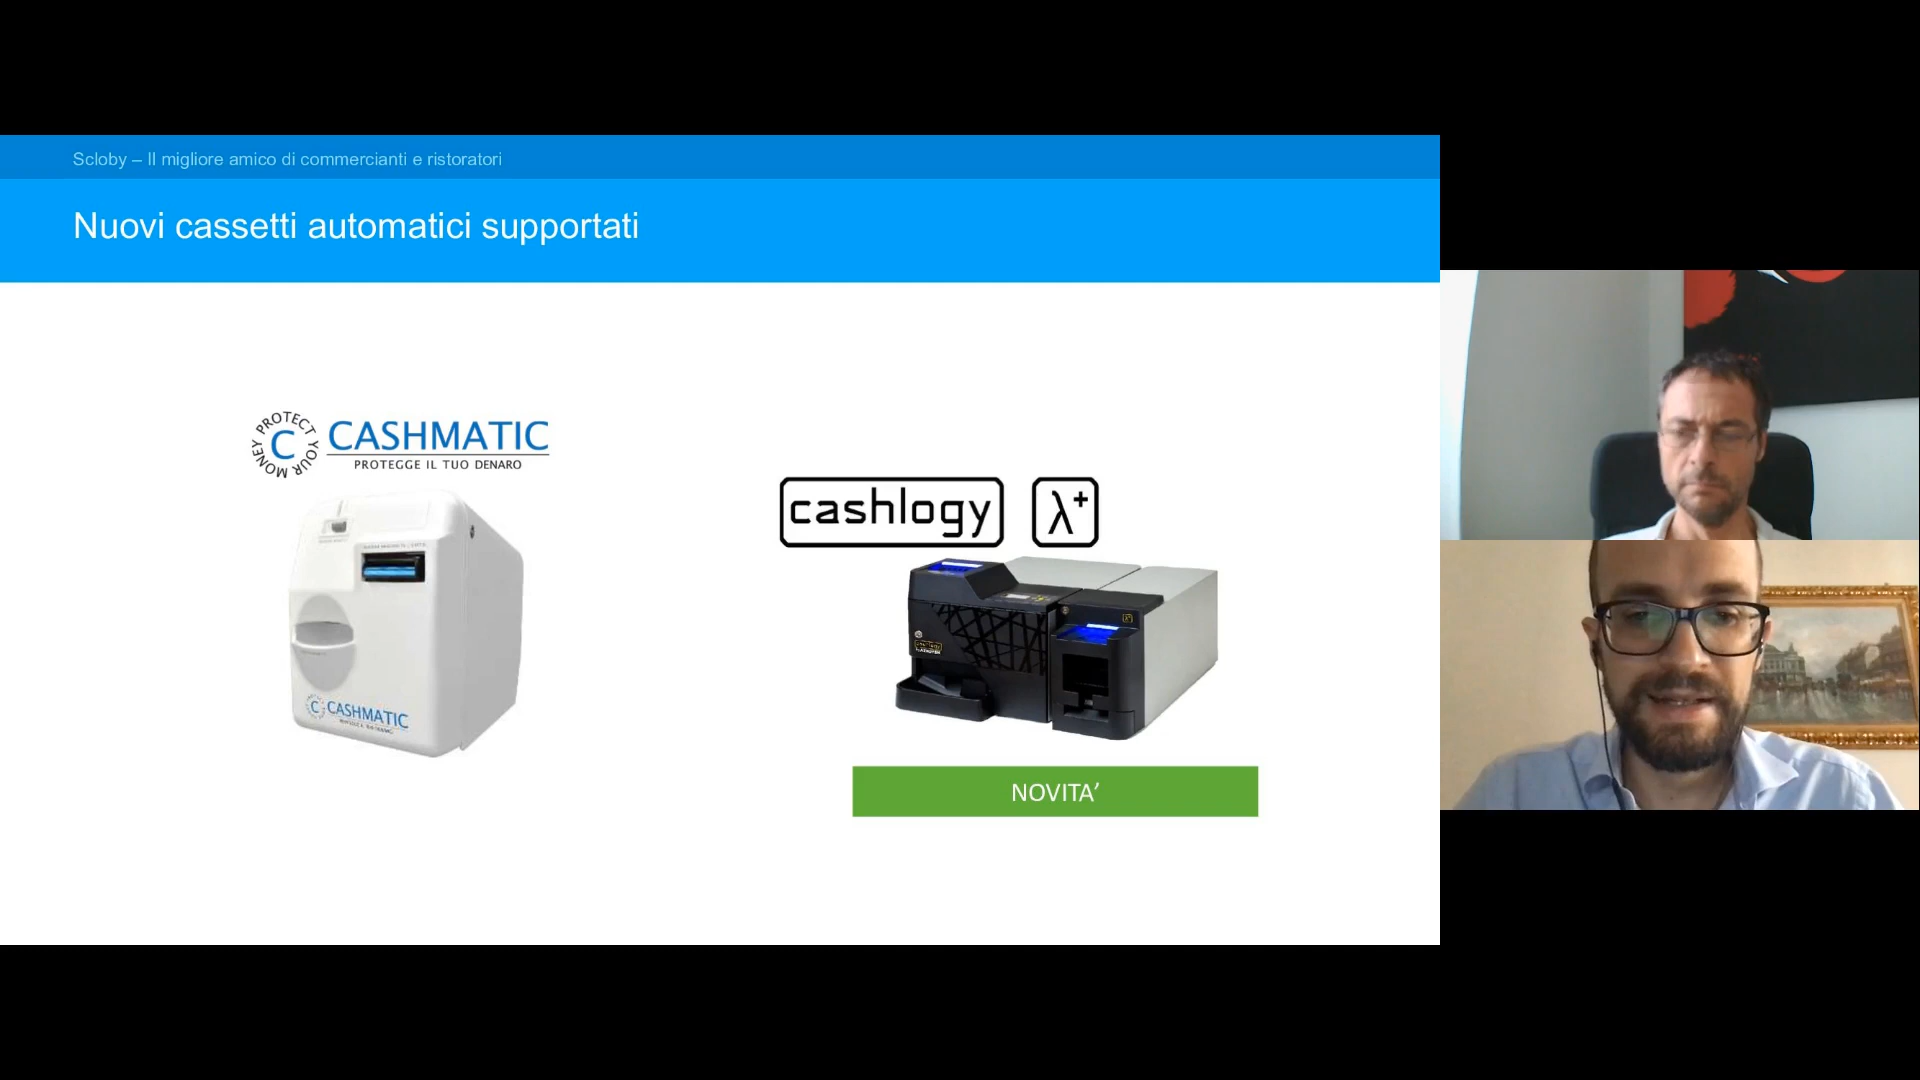 Scloby – Il migliore amico di commercianti e ristoratori
Nuovi cassetti automatici supportati
PROTECT YOUR MONEY
C
CASHMATIC
PROTEGGE IL TUO DENARO
C CASHMATIC
cashlogy λ+
NOVITA’